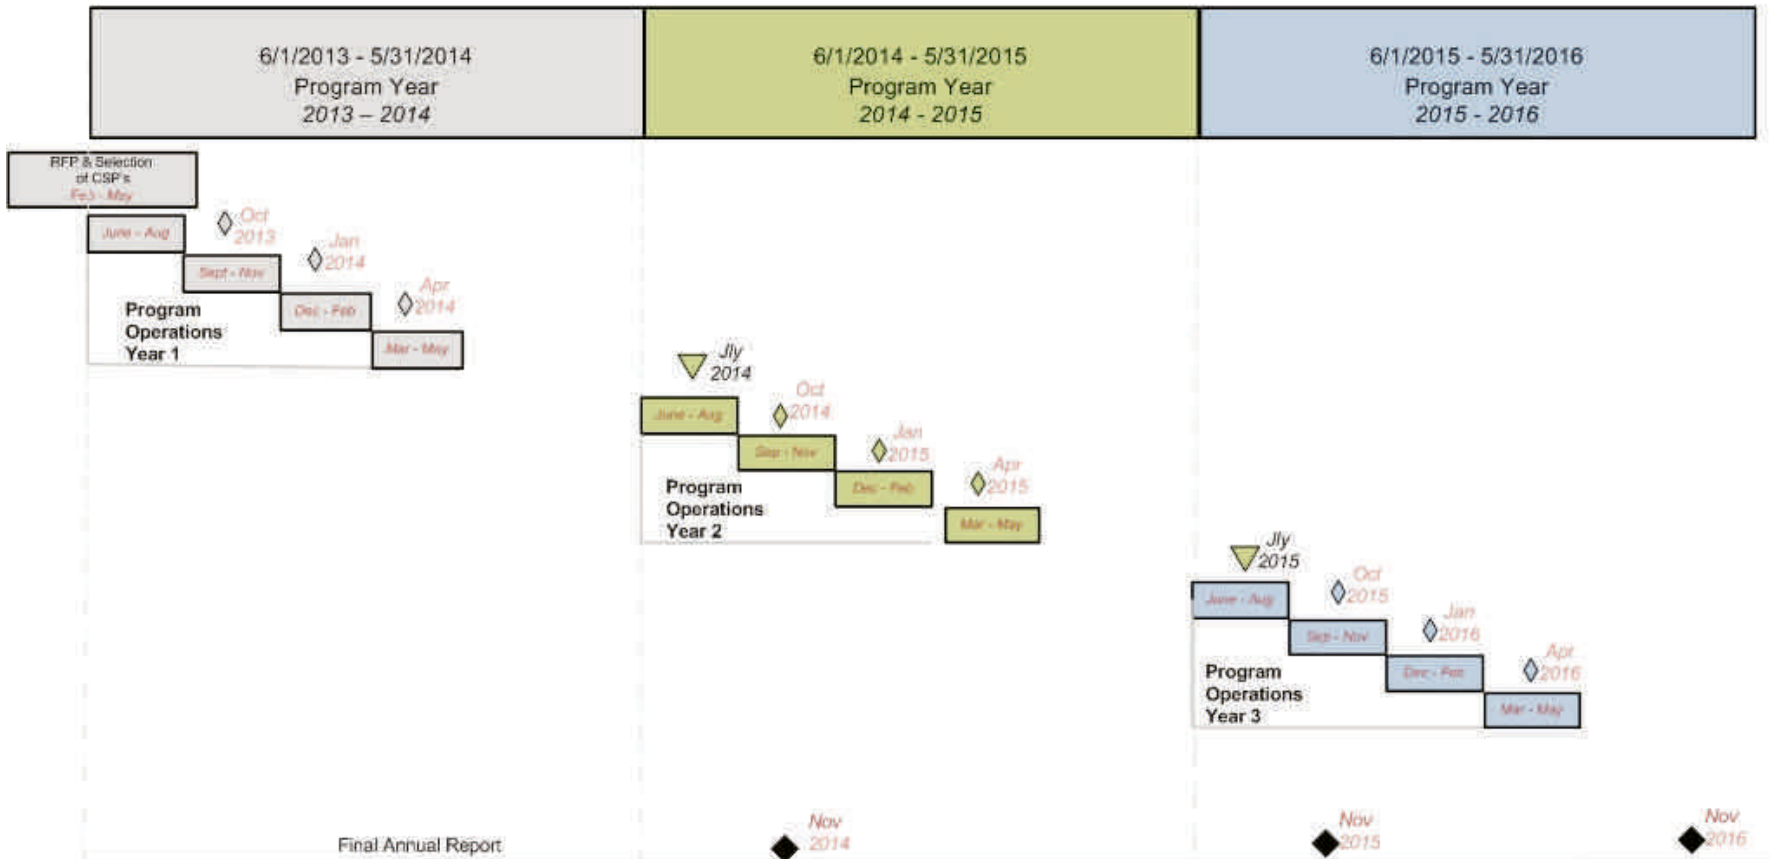 6/1/2013 - 5/31/2014
Program Year
2013 – 2014
6/1/2014 - 5/31/2015
Program Year
2014 - 2015
6/1/2015 - 5/31/2016
Program Year
2015 - 2016
RFP & Selection
of CSP's
Feb - May
June - Aug
Oct
2013
Sept - Nov
Jan
2014
Dec - Feb
Apr
2014
Mar - May
Program
Operations
Year 1
Jly
2014
June - Aug
Oct
2014
Sep - Nov
Jan
2015
Dec - Feb
Apr
2015
Mar - May
Program
Operations
Year 2
Jly
2015
June - Aug
Oct
2015
Sep - Nov
Jan
2016
Dec - Feb
Apr
2016
Mar - May
Program
Operations
Year 3
Final Annual Report
Nov
2014
Nov
2015
Nov
2016